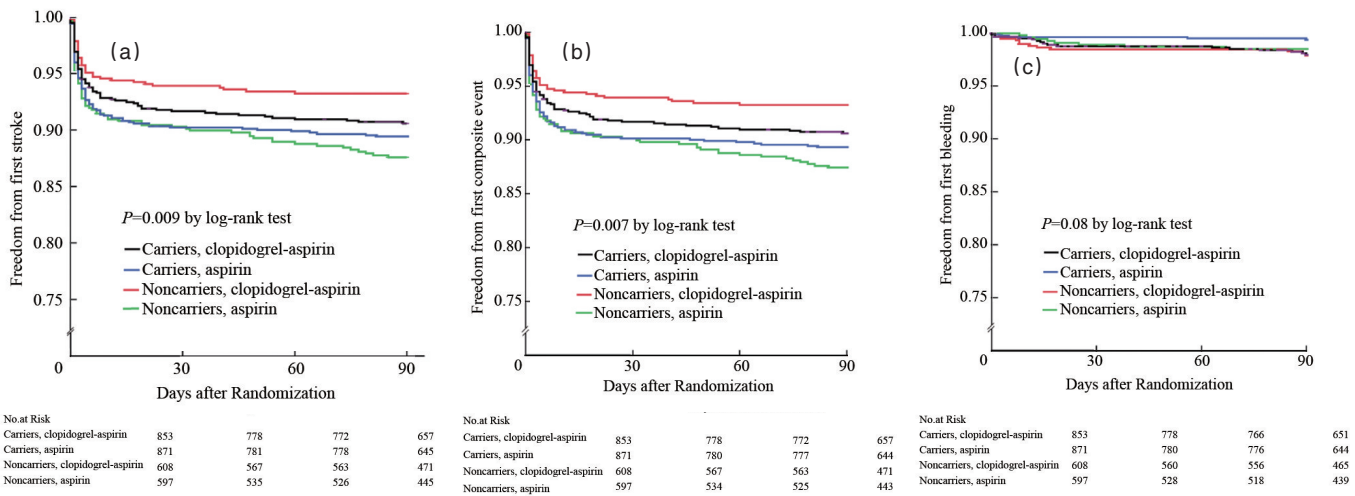 (a)
Freedom from first stroke
1.00
0.95
0.90
0.85
0.80
0.75
0
P=0.009 by log-rank test
Carriers, clopidogrel-aspirin
Carriers, aspirin
Noncarriers, clopidogrel-aspirin
Noncarriers, aspirin
30
60
90
Days after Randomization
No.at Risk
Carriers, clopidogrel-aspirin 853 778 772 657
Carriers, aspirin 871 781 778 645
Noncarriers, clopidogrel-aspirin 608 567 563 471
Noncarriers, aspirin 597 535 526 445
(b)
Freedom from first composite event
1.00
0.95
0.90
0.85
0.80
0.75
0
P=0.007 by log-rank test
Carriers, clopidogrel-aspirin
Carriers, aspirin
Noncarriers, clopidogrel-aspirin
Noncarriers, aspirin
30
60
90
Days after Randomization
No.at Risk
Carriers, clopidogrel-aspirin 853 778 772 657
Carriers, aspirin 871 780 777 644
Noncarriers, clopidogrel-aspirin 608 567 563 471
Noncarriers, aspirin 597 534 525 443
(c)
Freedom from first bleeding
1.00
0.95
0.90
0.85
0.80
0.75
0
P=0.08 by log-rank test
Carriers, clopidogrel-aspirin
Carriers, aspirin
Noncarriers, clopidogrel-aspirin
Noncarriers, aspirin
30
60
90
Days after Randomization
No.at Risk
Carriers, clopidogrel-aspirin 853 778 766 651
Carriers, aspirin 871 780 776 644
Noncarriers, clopidogrel-aspirin 608 560 556 465
Noncarriers, aspirin 597 528 518 439